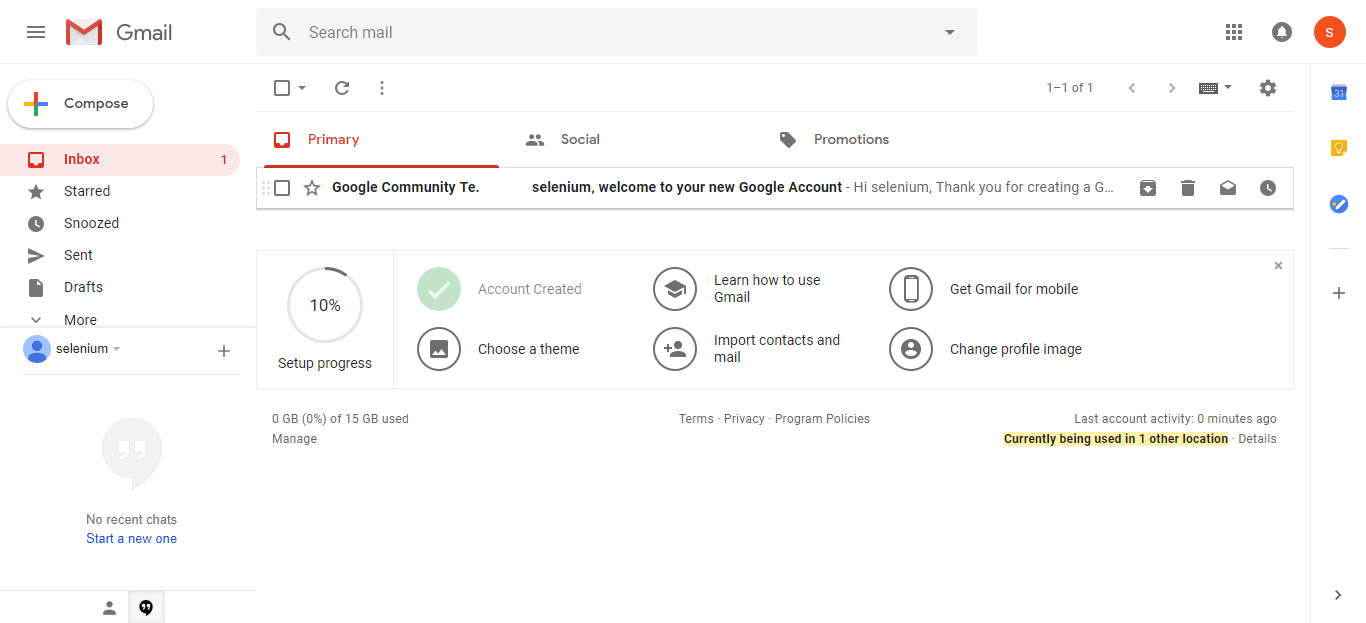 Gmail
Search mail
S
Compose
1–1 of 1
31
Primary
Social
Promotions
Inbox 1
Google Community Te. selenium, welcome to your new Google Account - Hi selenium, Thank you for creating a G...
Starred
Snoozed
Sent
Drafts
More
selenium
10%
Setup progress
Account Created
Learn how to use
Gmail
Get Gmail for mobile
Choose a theme
Import contacts and
mail
Change profile image
0 GB (0%) of 15 GB used
Manage
Terms · Privacy · Program Policies
Last account activity: 0 minutes ago
Currently being used in 1 other location · Details
No recent chats
Start a new one